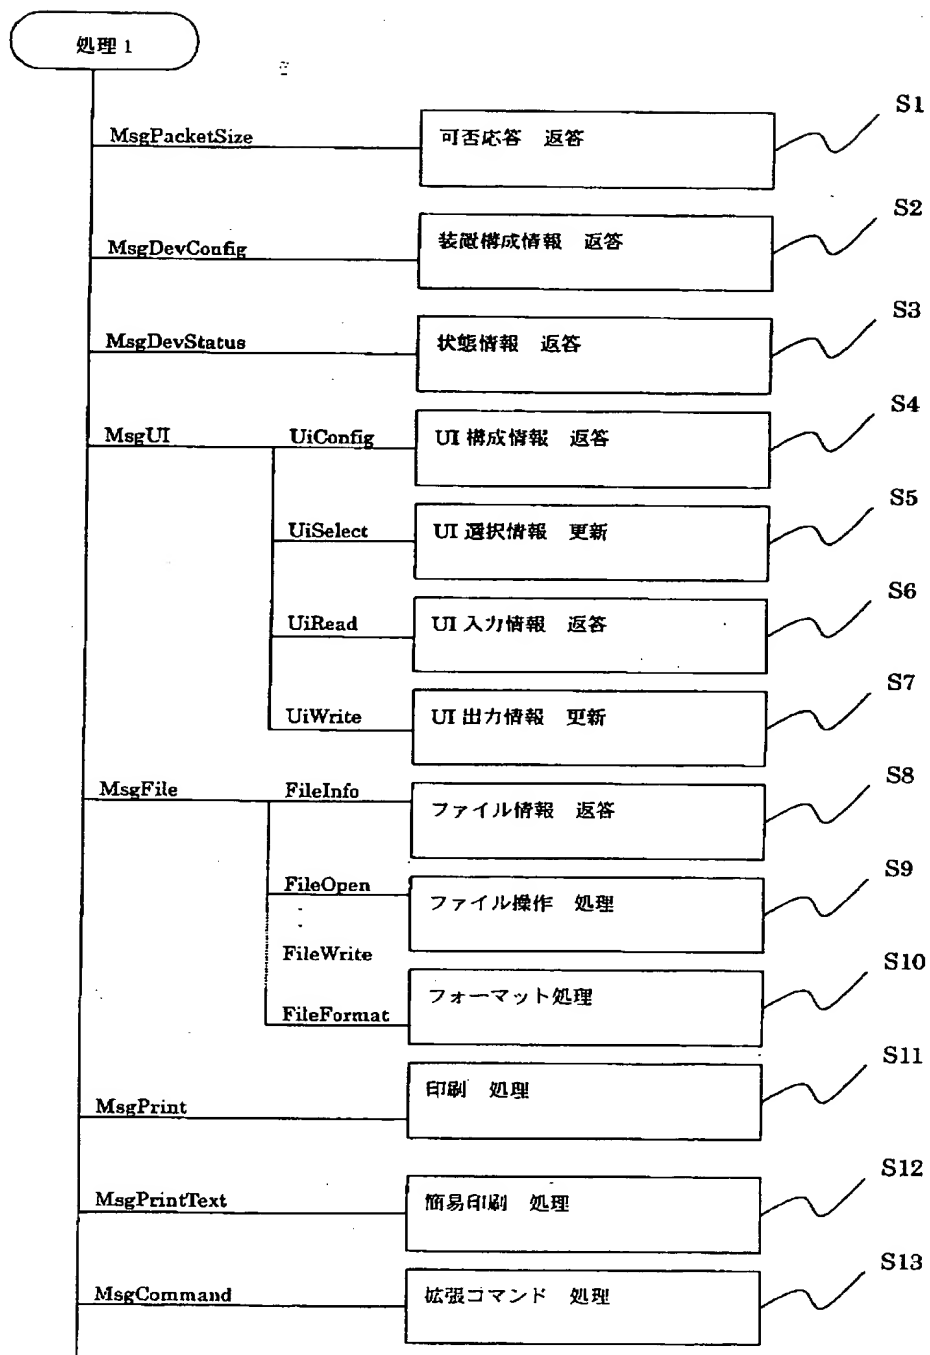 処理1
S1
MsgPacketSize 可否応答 返答
S2
MsgDevConfig 装置構成情報 返答
S3
MsgDevStatus 状態情報 返答
S4
MsgUI UiConfig UI 構成情報 返答
S5
UiSelect UI 選択情報 更新
S6
UiRead UI 入力情報 返答
S7
UiWrite UI 出力情報 更新
S8
MsgFile FileInfo ファイル情報 返答
S9
FileOpen ファイル操作 処理
FileWrite
S10
FileFormat フォーマット処理
S11
MsgPrint 印刷 処理
S12
MsgPrintText 簡易印刷 処理
S13
MsgCommand 拡張コマンド 処理